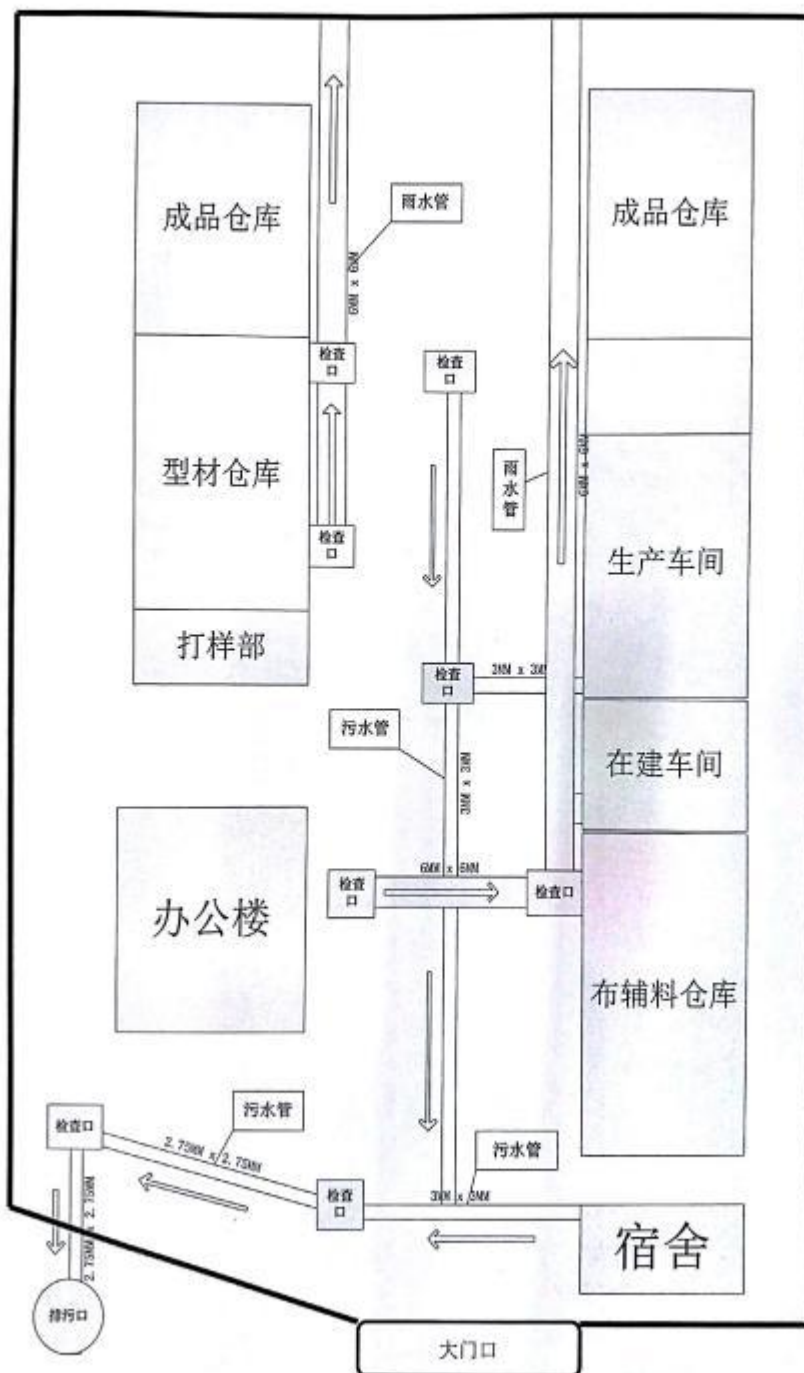 成品仓库
雨水管
成品仓库
6MM x 6MM
检查
口
检查
口
型材仓库
雨
水
管
6MM x 6MM
检查
口
生产车间
打样部
检查
口
3MM x 3MM
污水管
3MM x 3MM
在建车间
6MM x 6MM
检查
口
检查口
办公楼
布辅料仓库
污水管
检查口
2.75MM x 2.75MM
污水管
检查
口
3MM x 3MM
2.75MM x 2.75MM
宿舍
排污口
大门口